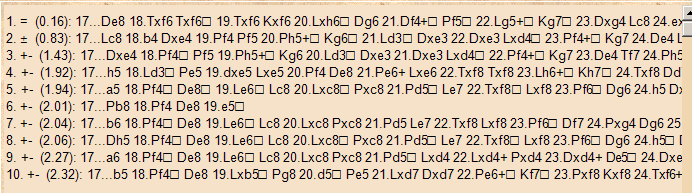 1. = (0.16): 17...De8 18.Txf6 Txf6□ 19.Txf6 Kxf6 20.Lxh6□ Dg6 21.Df4+□ Pf5□ 22.Lg5+□ Kg7□ 23.Dxg4 Lc8 24.ex
2. ± (0.83): 17...Lc8 18.b4 Dxe4 19.Pf4 Pf5 20.Ph5+□ Kg6□ 21.Ld3□ Dxe3 22.Dxe3 Lxd4□ 23.Pf4+□ Kg7 24.De4 L
3. +- (1.43): 17...Dxe4 18.Pf4□ Pf5 19.Ph5+□ Kg6 20.Ld3□ Dxe3 21.Dxe3 Lxd4□ 22.Pf4+□ Kg7 23.De4 Tf7 24.Ph5
4. +- (1.92): 17...h5 18.Ld3□ Pe5 19.dxe5 Lxe5 20.Pf4 De8 21.Pe6+ Lxe6 22.Txf8 Txf8 23.Lh6+□ Kh7□ 24.Txf8 Dd
5. +- (1.94): 17...a5 18.Pf4□ De8□ 19.Le6□ Lc8 20.Lxc8□ Pxc8 21.Pd5□ Le7 22.Txf8□ Lxf8 23.Pf6□ Dg6 24.h5 Dx
6. +- (2.01): 17...Pb8 18.Pf4 De8 19.e5□
7. +- (2.04): 17...b6 18.Pf4□ De8 19.Le6□ Lc8 20.Lxc8 Pxc8 21.Pd5 Le7 22.Txf8 Lxf8 23.Pf6□ Df7 24.Pxg4 Dg6 25
8. +- (2.06): 17...Dh5 18.Pf4□ De8 19.Le6□ Lc8 20.Lxc8□ Pxc8 21.Pd5□ Le7 22.Txf8□ Lxf8 23.Pf6□ Dg6 24.h5□ D
9. +- (2.27): 17...a6 18.Pf4□ De8 19.Le6□ Lc8 20.Lxc8 Pxc8 21.Pd5□ Lxd4 22.Lxd4+ Pxd4 23.Dxd4+ De5□ 24.Dxe
10. +- (2.32): 17...b5 18.Pf4□ De8 19.Lxb5□ Pg8 20.d5□ Pe5 21.Lxd7 Dxd7 22.Pe6+□ Kf7□ 23.Pxf8 Kxf8 24.Txf6+